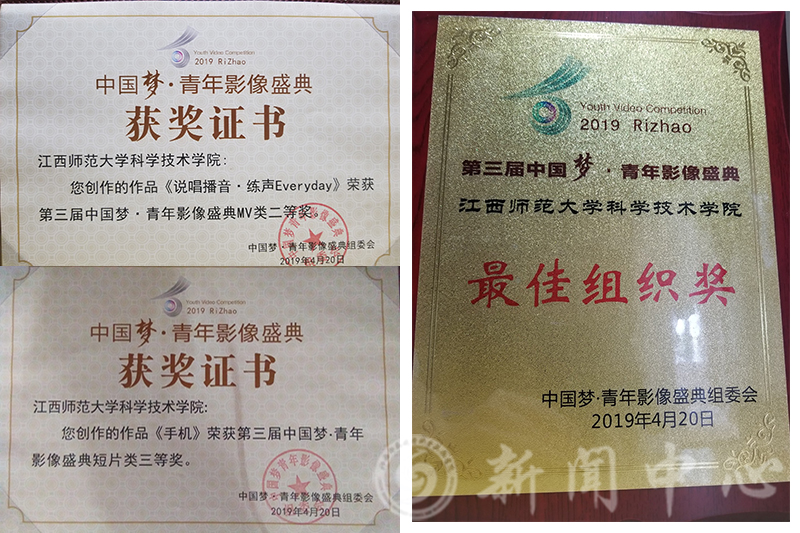 Youth Video Competition
2019 RiZhao
中国梦·青年影像盛典
获奖证书
江西师范大学科学技术学院:
您创作的作品《说唱播音·练声Everyday》荣获
第三届中国梦·青年影像盛典MV类二等奖。
中国梦·青年影像盛典组委会
2019年4月20日
Youth Video Competition
2019 RiZhao
中国梦·青年影像盛典
获奖证书
江西师范大学科学技术学院:
您创作的作品《手机》荣获第三届中国梦·青年
影像盛典短片类三等奖。
中国梦青年影像盛典
中国梦·青年影像盛典组委会
2019年4月20日
Youth Video Competition
2019 Rizhao
第三届中国梦·青年影像盛典
江西师范大学科学技术学院
最佳组织奖
中国梦·青年影像盛典组委会
2019年4月20日
新闻中心